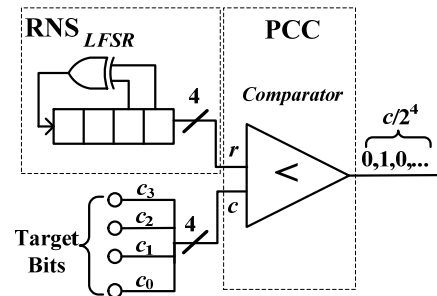 RNS
LFSR
4
PCC
Comparator
r
c
<
c/2⁴
0,1,0,...
Target
Bits
c₃
c₂
c₁
c₀
4